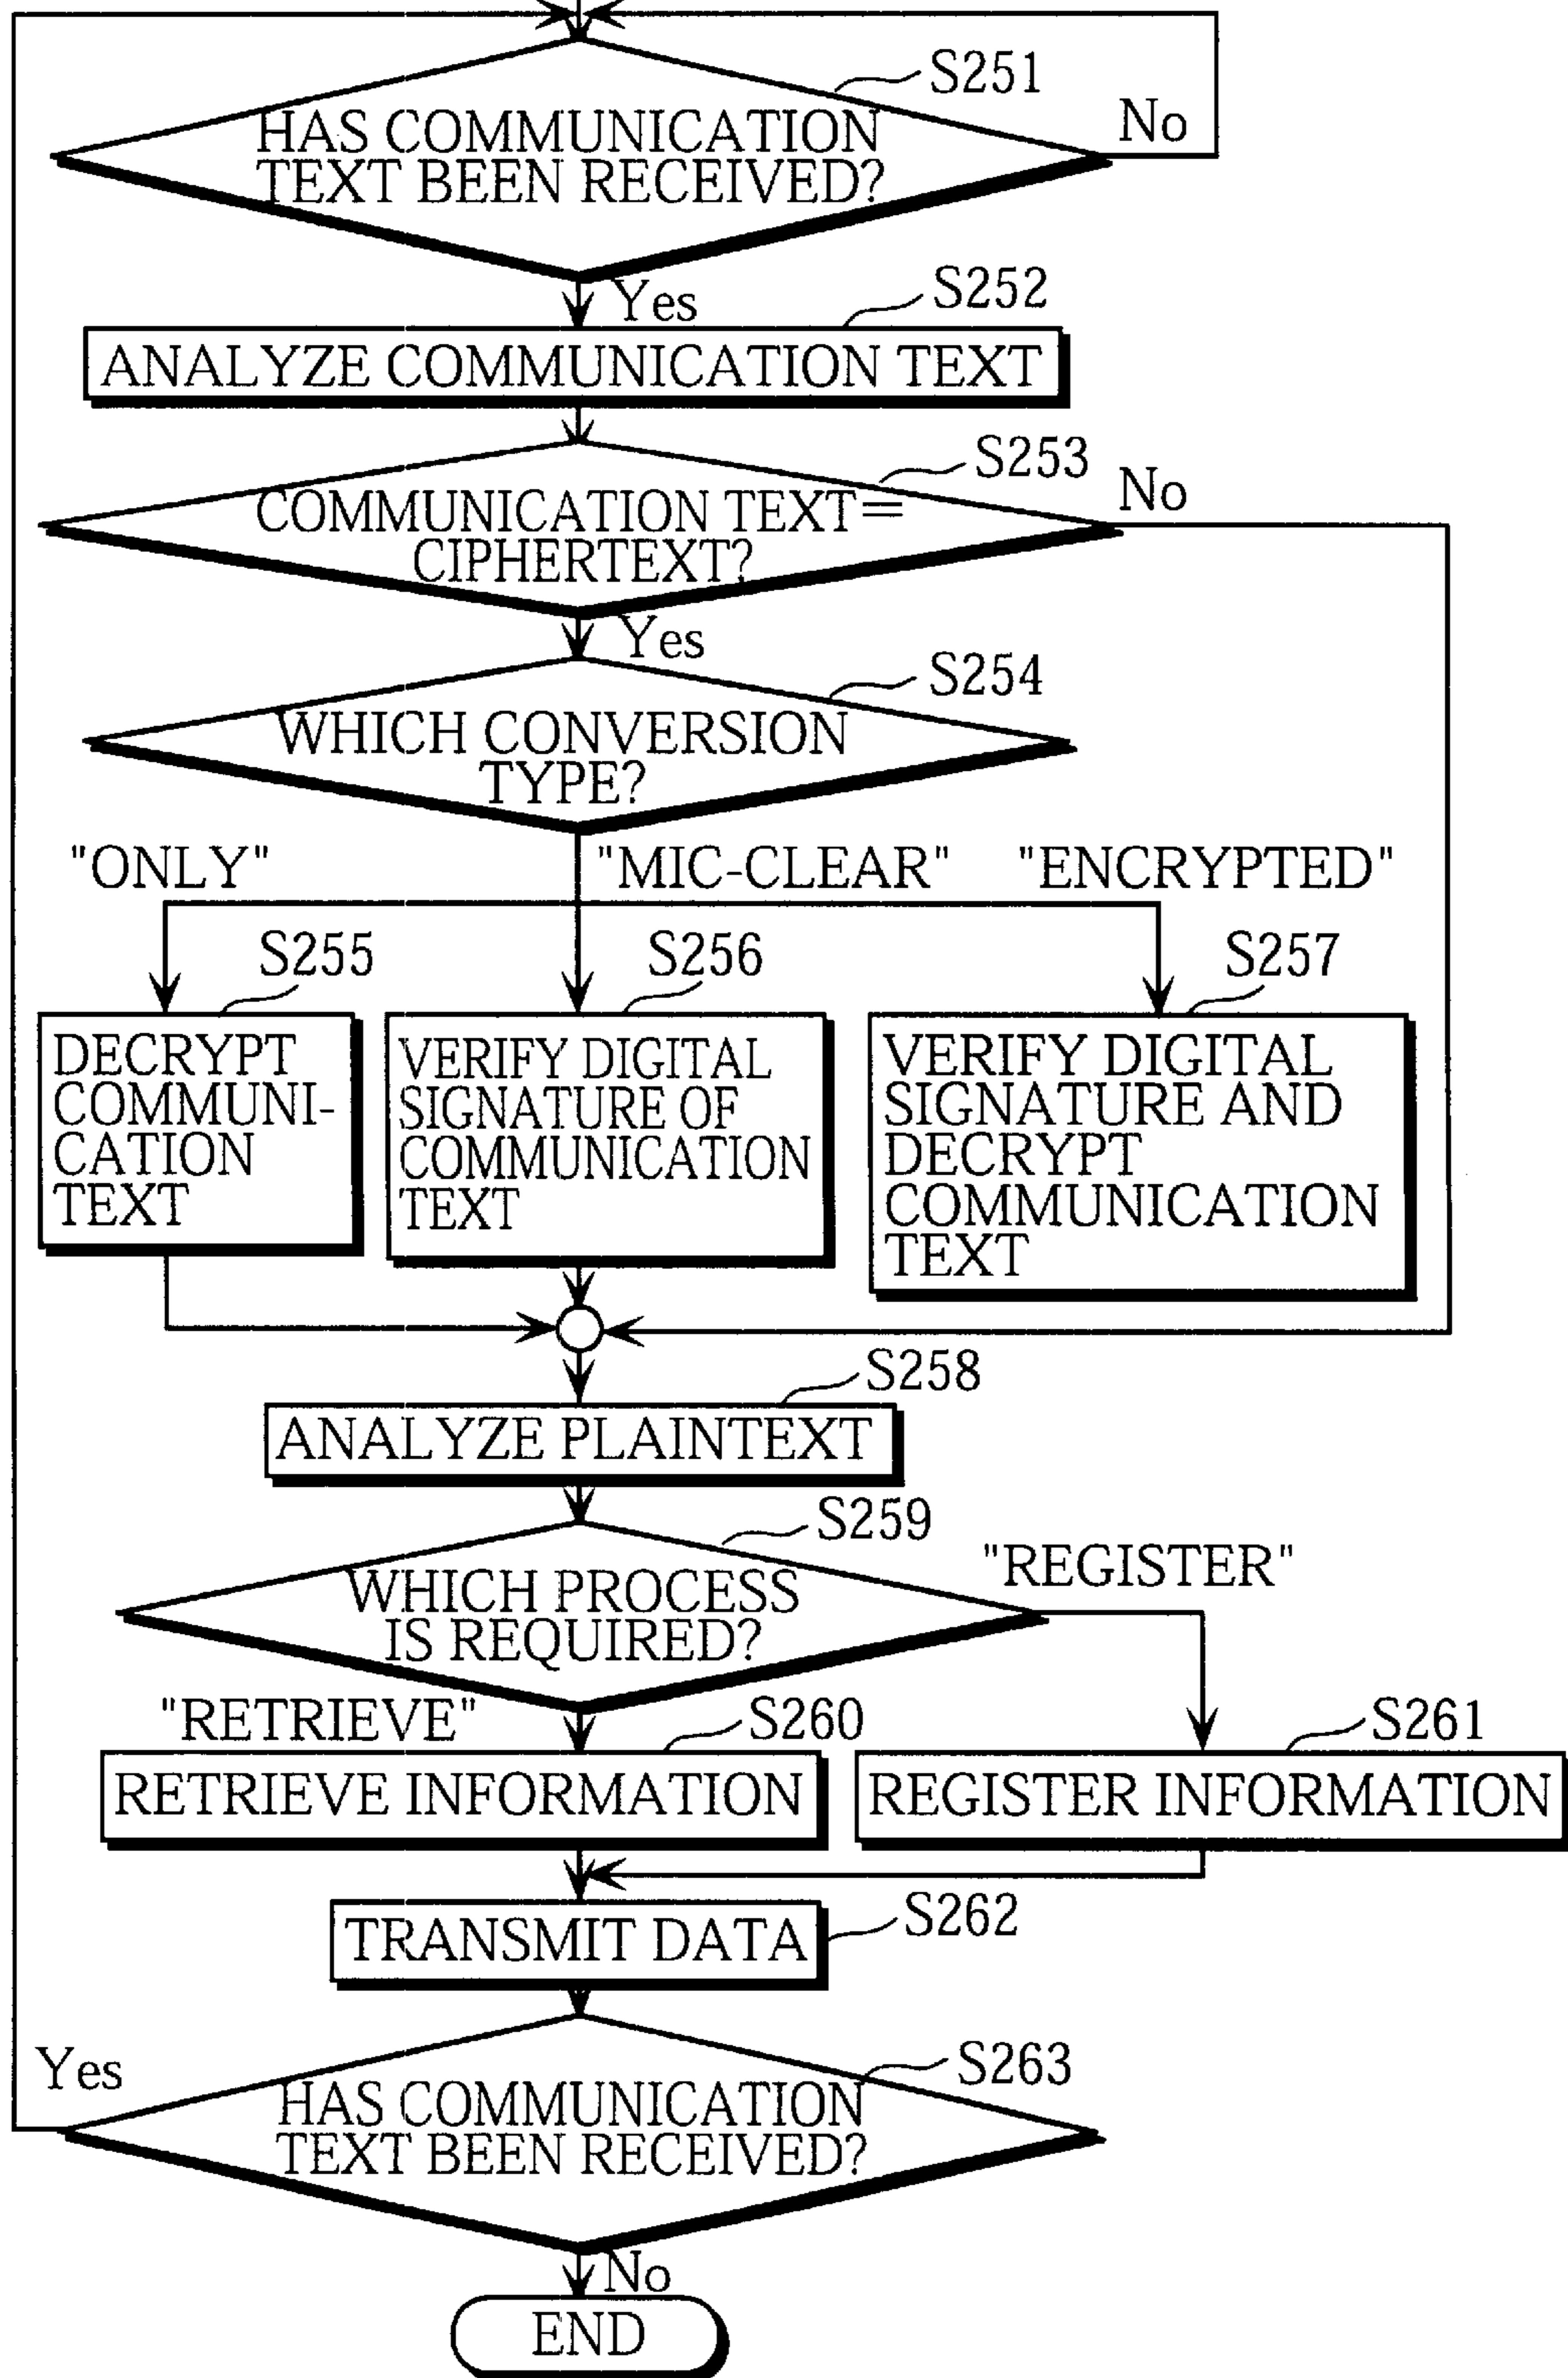 S251
HAS COMMUNICATION
TEXT BEEN RECEIVED?
No
Yes
S252
ANALYZE COMMUNICATION TEXT
S253
No
COMMUNICATION TEXT=
CIPHERTEXT?
Yes
S254
WHICH CONVERSION
TYPE?
"ONLY"
"MIC-CLEAR"
"ENCRYPTED"
S255
S256
S257
DECRYPT
COMMUNI-
CATION
TEXT
VERIFY DIGITAL
SIGNATURE OF
COMMUNICATION
TEXT
VERIFY DIGITAL
SIGNATURE AND
DECRYPT
COMMUNICATION
TEXT
S258
ANALYZE PLAINTEXT
S259
"REGISTER"
WHICH PROCESS
IS REQUIRED?
"RETRIEVE"
S260
S261
RETRIEVE INFORMATION
REGISTER INFORMATION
S262
TRANSMIT DATA
Yes
S263
HAS COMMUNICATION
TEXT BEEN RECEIVED?
No
END